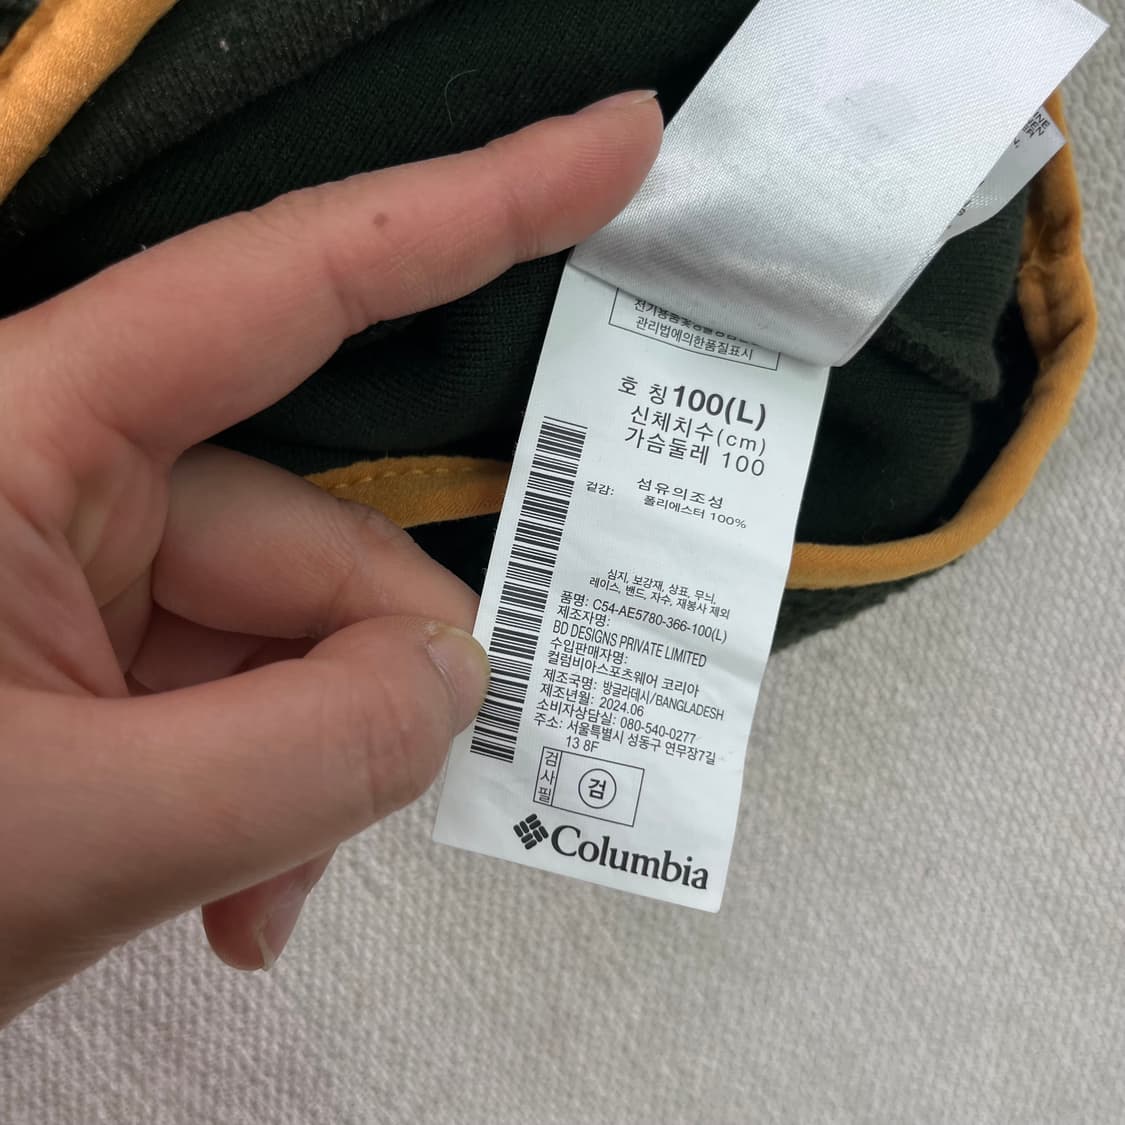 관리법에의한품질표시
호 칭 100(L)
신체치수(cm)
가슴둘레 100
섬유의조성
겉감: 폴리에스터 100%
심지, 보강재, 상표, 무늬,
레이스, 밴드, 자수, 재봉사 제외
품명: C54-AE5780-366-100(L)
제조자명:
BD DESIGNS PRIVATE LIMITED
수입판매자명:
컬럼비아스포츠웨어 코리아
제조국명: 방글라데시/BANGLADESH
제조년월: 2024.06
소비자상담실: 080-540-0277
주소: 서울특별시 성동구 연무장7길
13 8F
검사필
검
Columbia